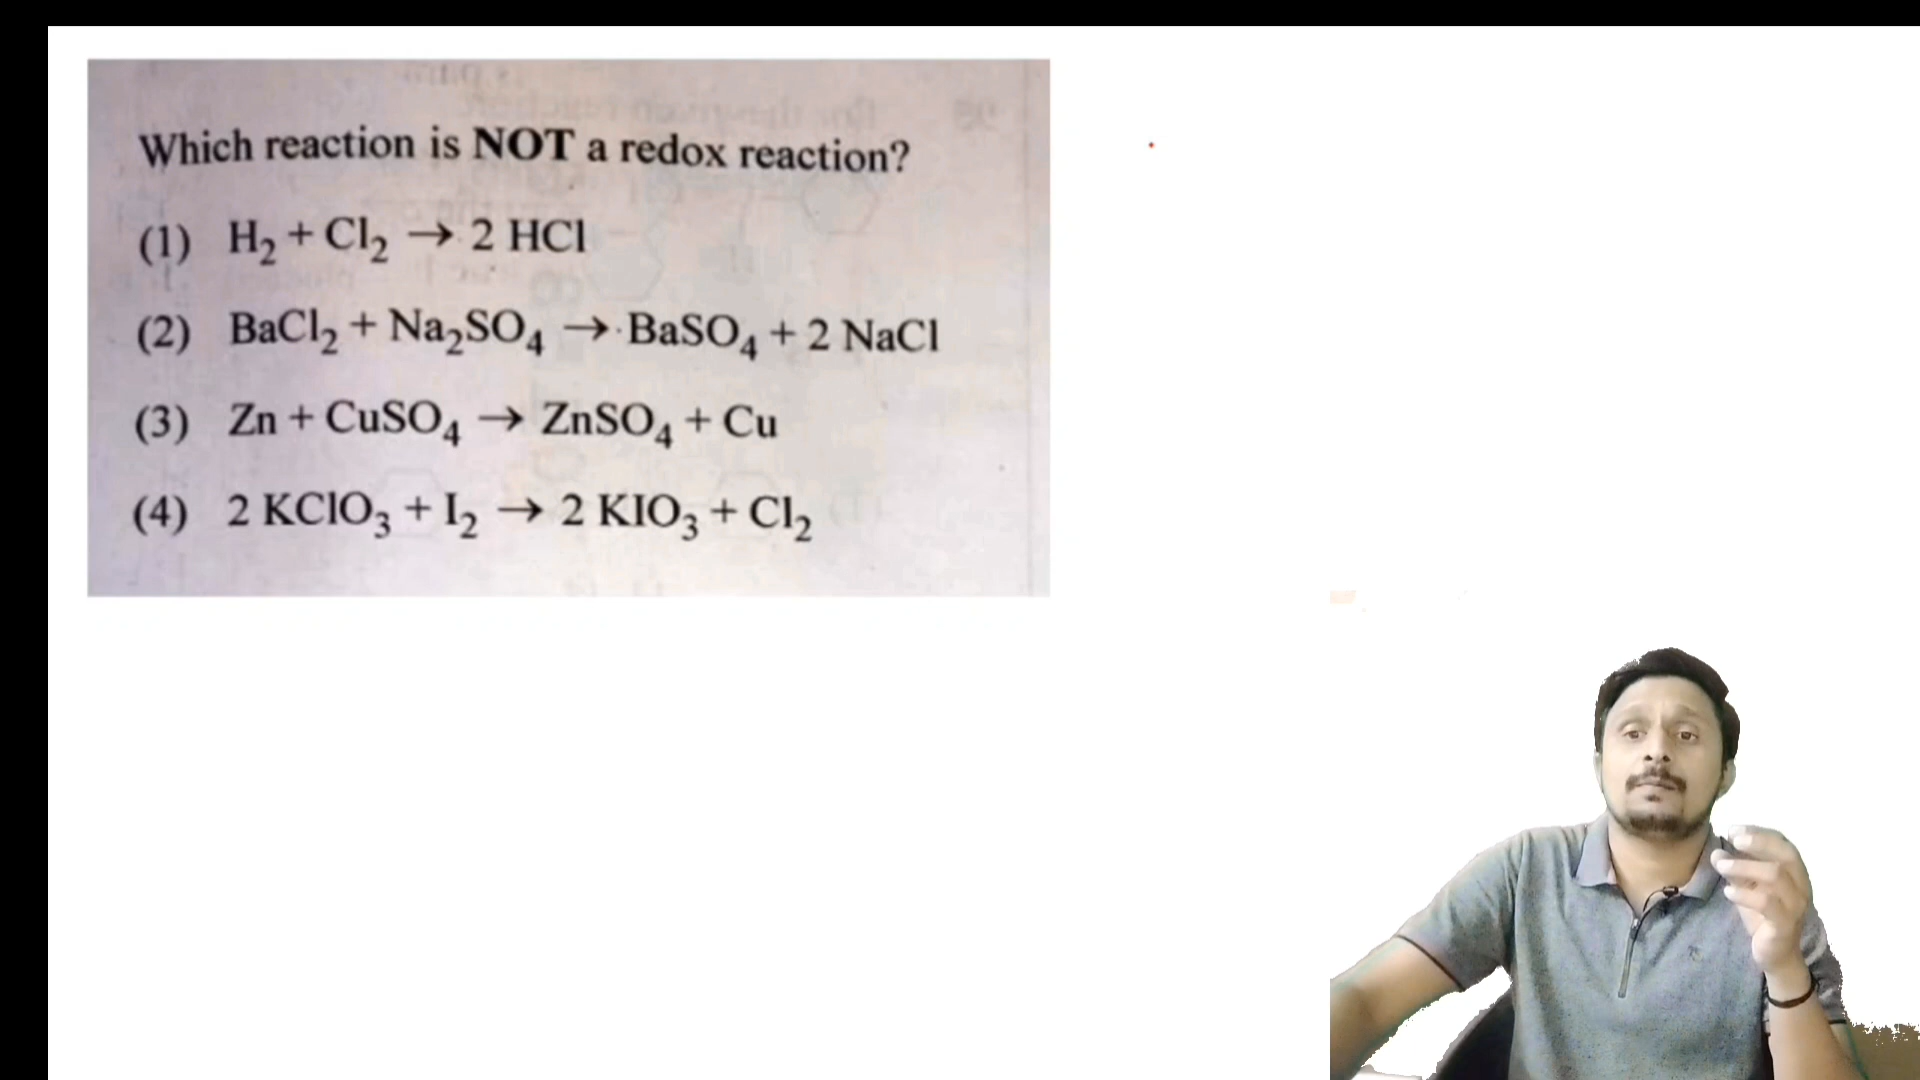 Which reaction is NOT a redox reaction?
(1) H₂ + Cl₂ → 2 HCl
(2) BaCl₂ + Na₂SO₄ → BaSO₄ + 2 NaCl
(3) Zn + CuSO₄ → ZnSO₄ + Cu
(4) 2 KClO₃ + I₂ → 2 KIO₃ + Cl₂